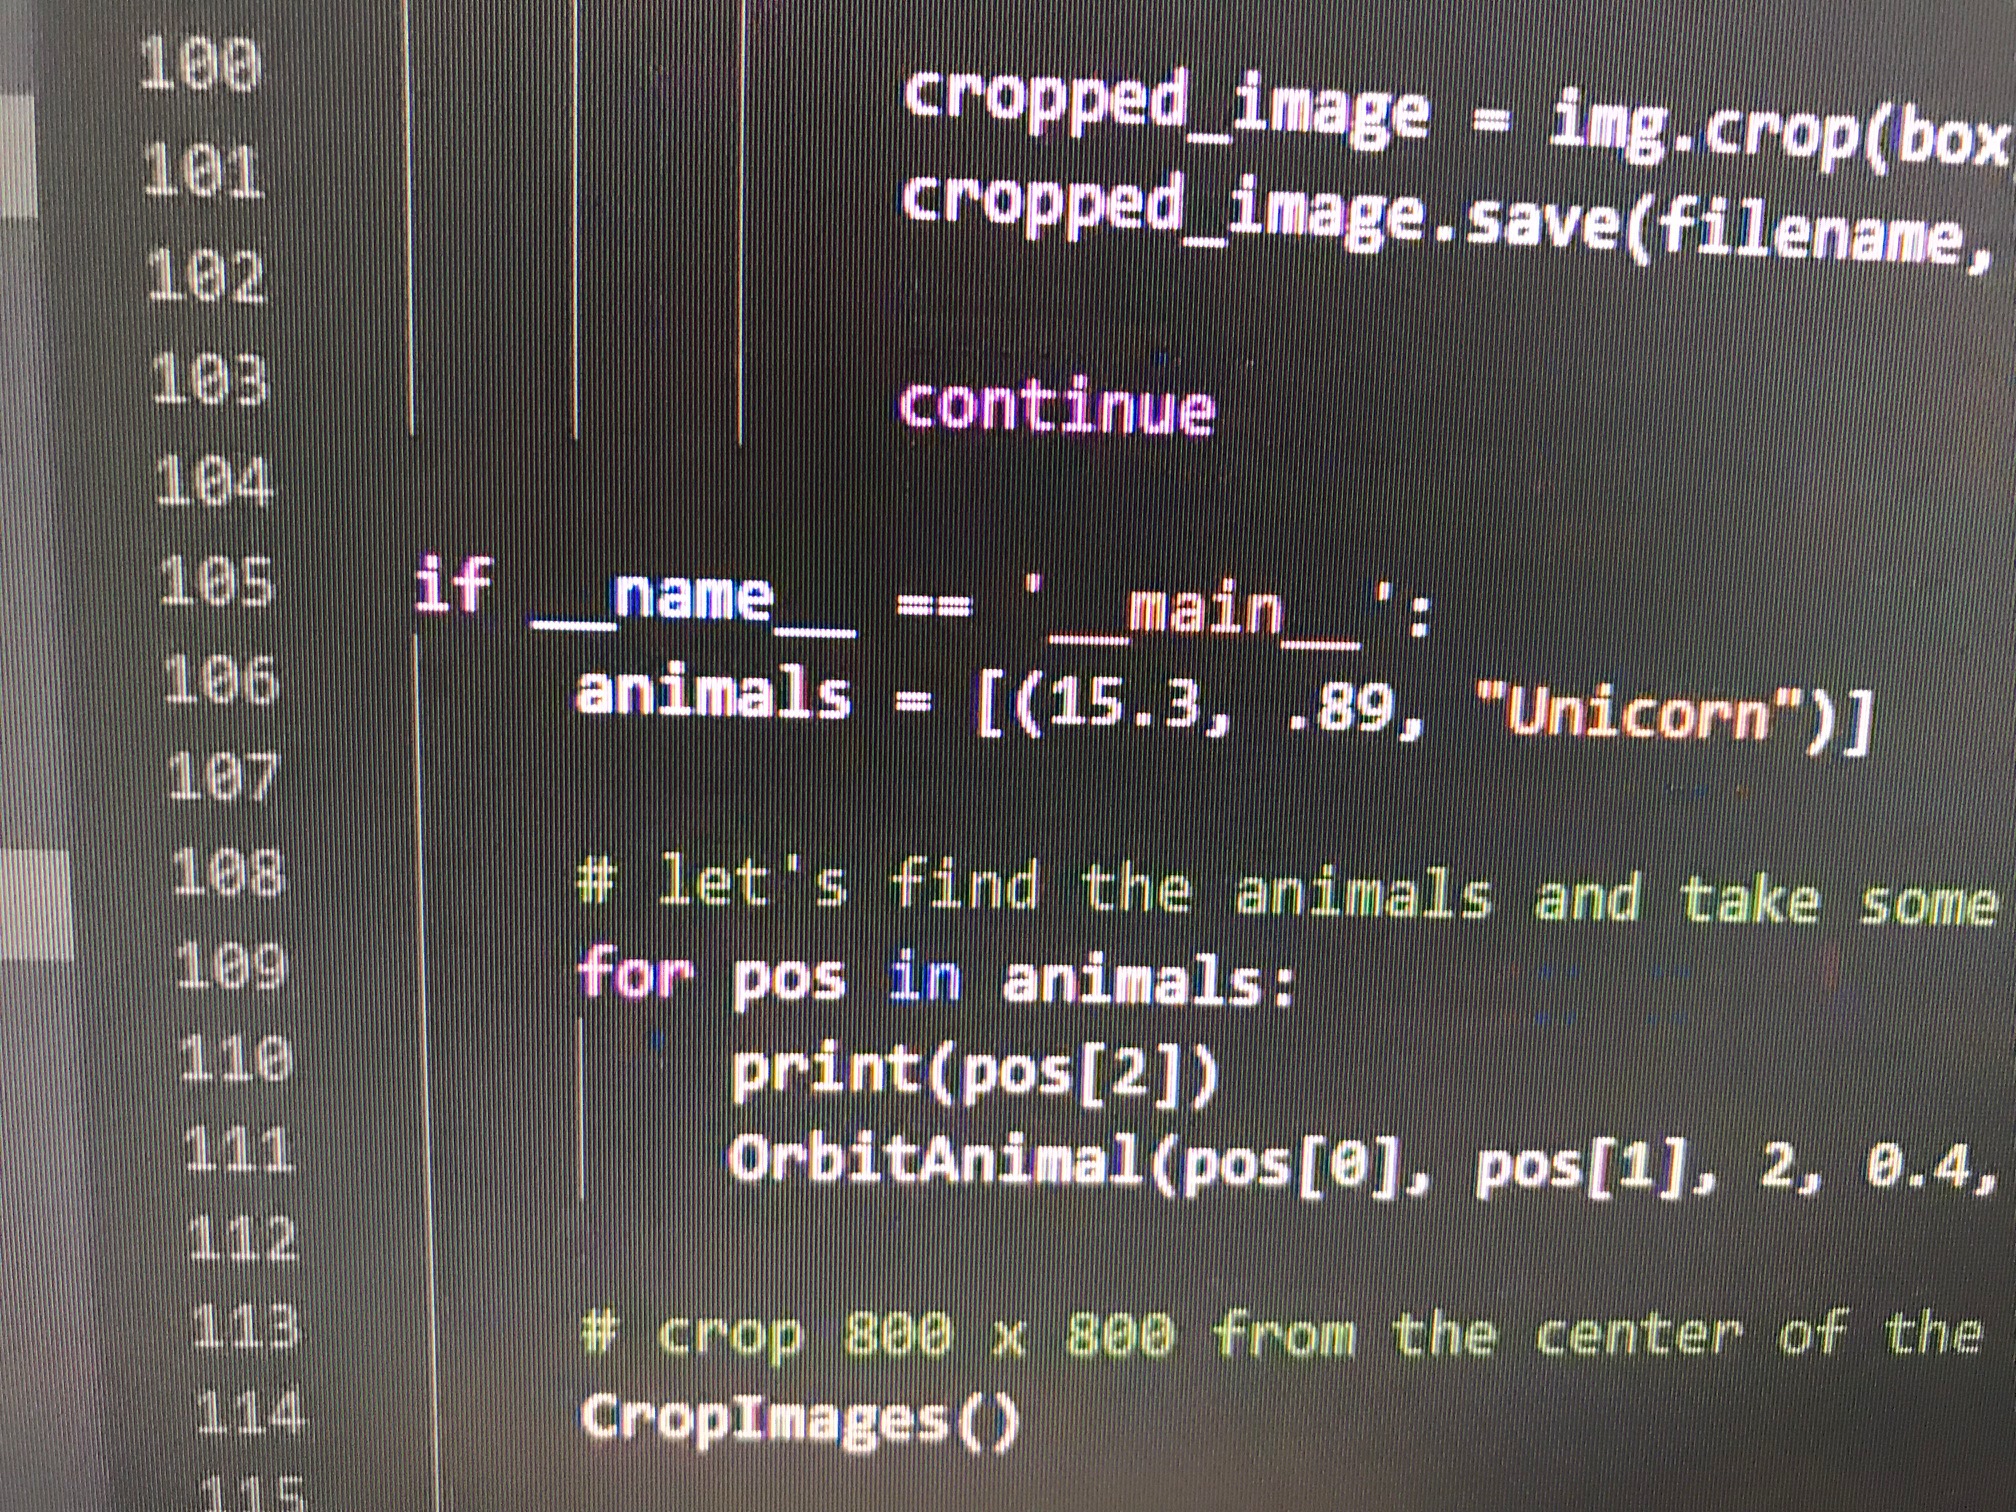 100 cropped_image = img.crop(box
101 cropped_image.save(filename,
102
103 continue
104
105 if __name__ == '__main__':
106 animals = [(15.3, .89, "Unicorn")]
107
108 # let's find the animals and take some
109 for pos in animals:
110 print(pos[2])
111 OrbitAnimal(pos[0], pos[1], 2, 0.4,
112
113 # crop 800 x 800 from the center of the
114 CropImages()
115